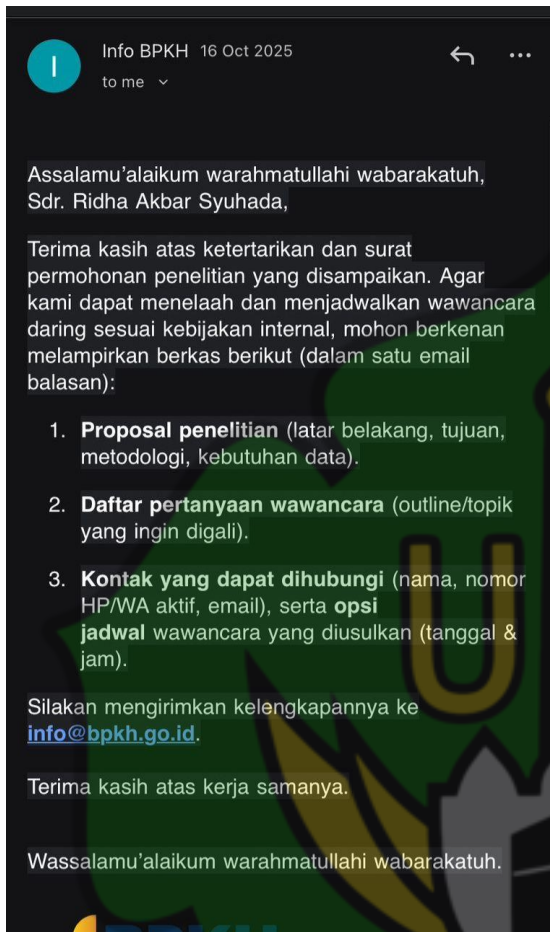 I
Info BPKH 16 Oct 2025
to me
Assalamu’alaikum warahmatullahi wabarakatuh,
Sdr. Ridha Akbar Syuhada,
Terima kasih atas ketertarikan dan surat
permohonan penelitian yang disampaikan. Agar
kami dapat menelaah dan menjadwalkan wawancara
daring sesuai kebijakan internal, mohon berkenan
melampirkan berkas berikut (dalam satu email
balasan):
1. Proposal penelitian (latar belakang, tujuan,
metodologi, kebutuhan data).
2. Daftar pertanyaan wawancara (outline/topik
yang ingin digali).
3. Kontak yang dapat dihubungi (nama, nomor
HP/WA aktif, email), serta opsi
jadwal wawancara yang diusulkan (tanggal &
jam).
Silakan mengirimkan kelengkapannya ke
info@bpkh.go.id.
Terima kasih atas kerja samanya.
Wassalamu’alaikum warahmatullahi wabarakatuh.
BPKH